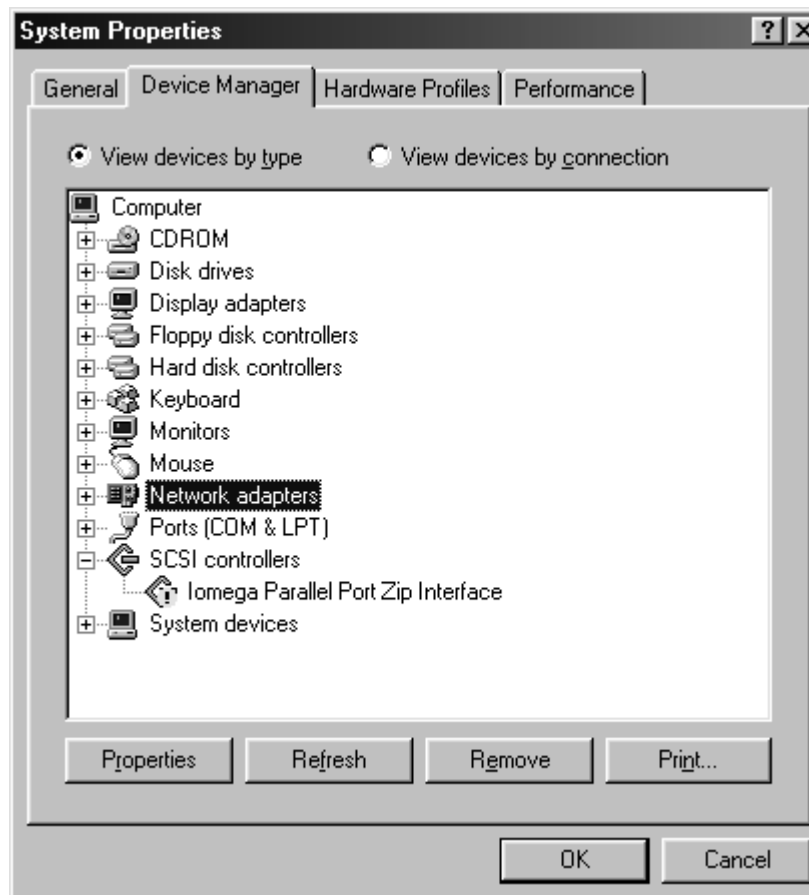 System Properties
General Device Manager Hardware Profiles Performance
View devices by type View devices by connection
Computer
CDROM
Disk drives
Display adapters
Floppy disk controllers
Hard disk controllers
Keyboard
Monitors
Mouse
Network adapters
Ports (COM & LPT)
SCSI controllers
Iomega Parallel Port Zip Interface
System devices
Properties Refresh Remove Print...
OK Cancel